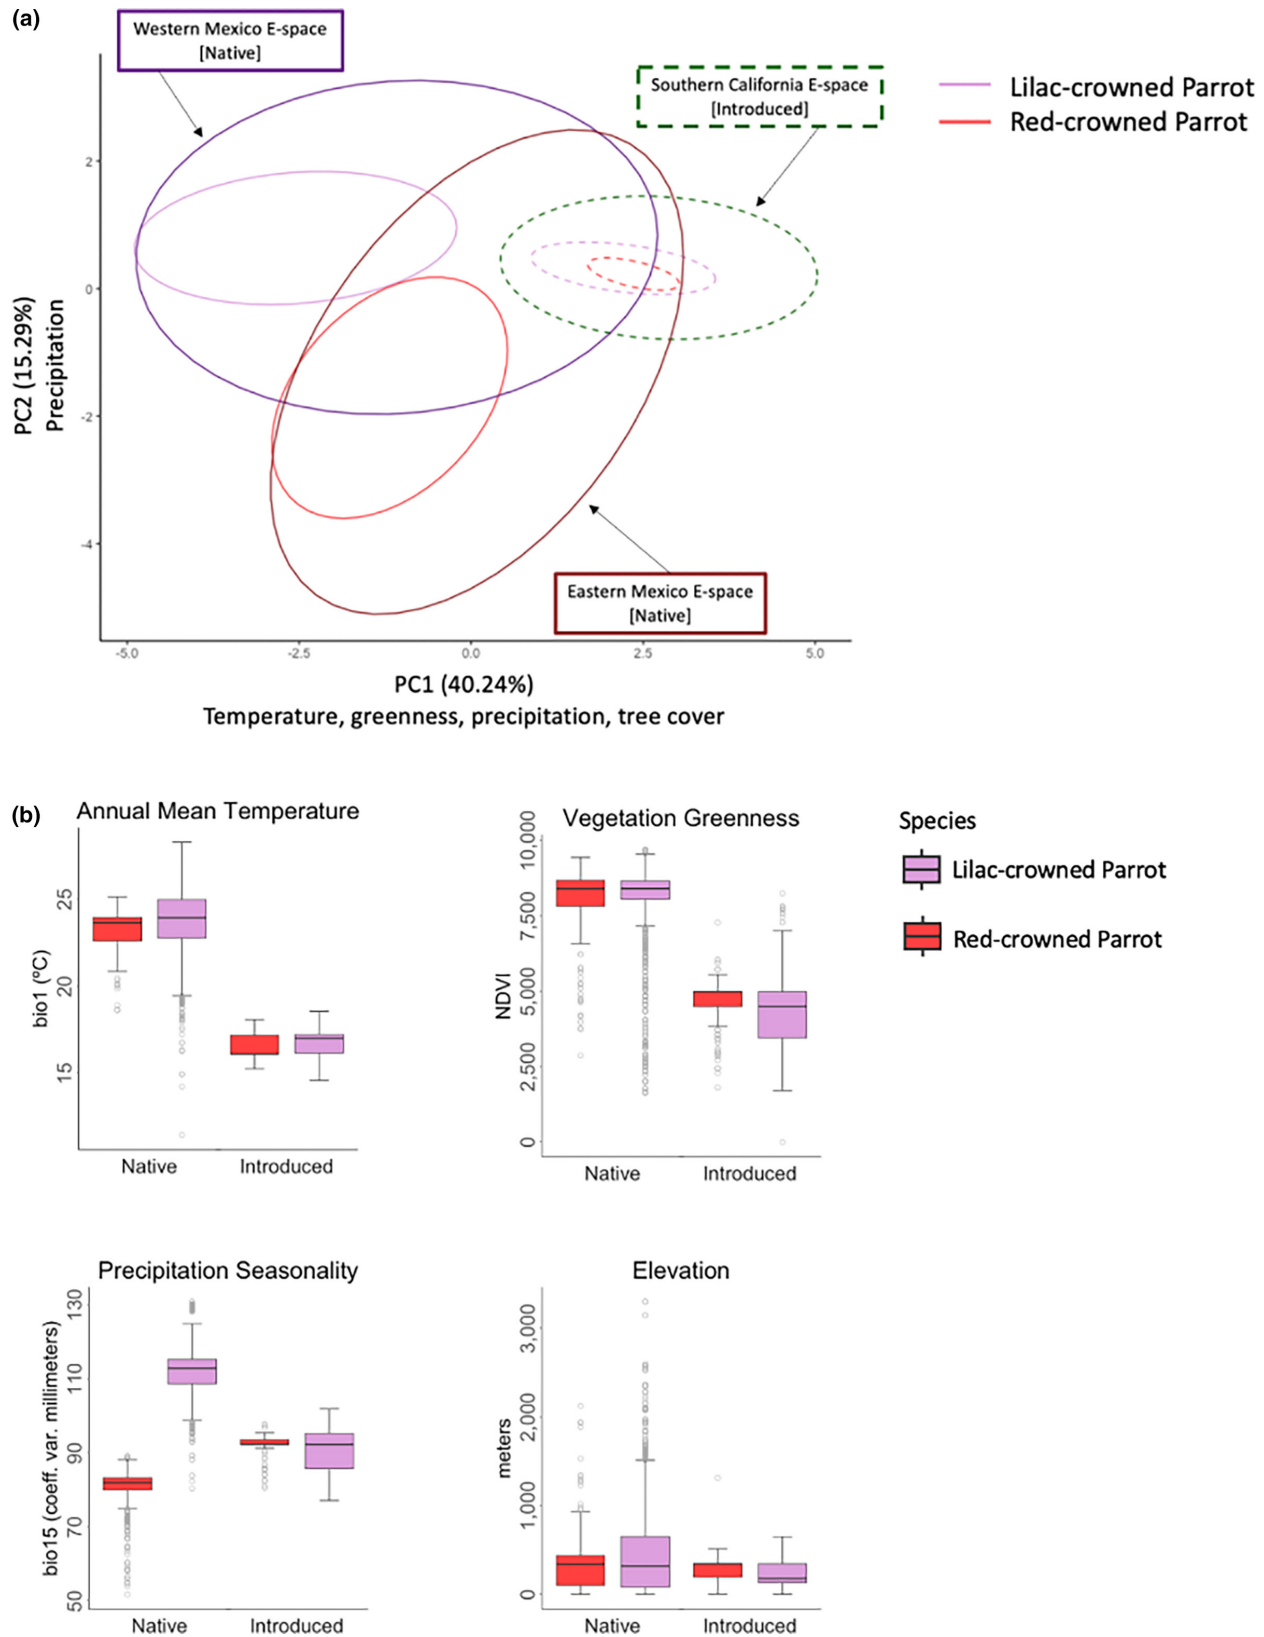 (a)
Western Mexico E-space
[Native]
Southern California E-space
[Introduced]
Lilac-crowned Parrot
Red-crowned Parrot
2
0
-2
-4
PC2 (15.29%)
Precipitation
Eastern Mexico E-space
[Native]
-5.0 -2.5 0.0 2.5 5.0
PC1 (40.24%)
Temperature, greenness, precipitation, tree cover
(b)
Annual Mean Temperature
bio1 (ºC)
25
20
15
Native Introduced
Vegetation Greenness
NDVI
10,000
7,500
5,000
2,500
0
Native Introduced
Species
Lilac-crowned Parrot
Red-crowned Parrot
Precipitation Seasonality
bio15 (coeff. var. millimeters)
130
110
90
70
50
Native Introduced
Elevation
meters
3,000
2,000
1,000
0
Native Introduced